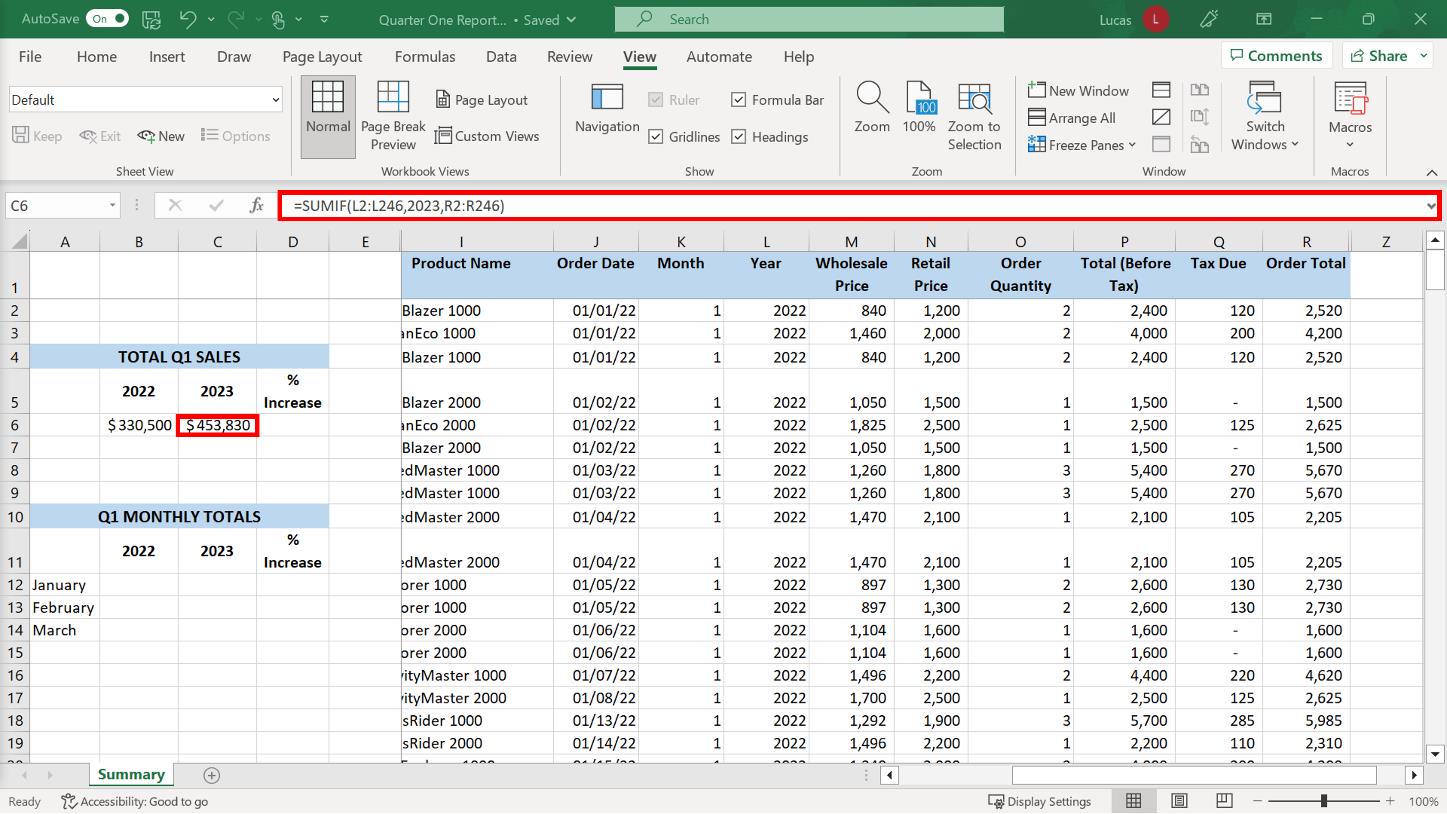 AutoSave On Quarter One Report... • Saved Search Lucas L
File Home Insert Draw Page Layout Formulas Data Review View Automate Help Comments Share
Default
Keep Exit New Options
Sheet View
Normal
Page Break Preview
Page Layout
Custom Views
Workbook Views
Navigation
Ruler Formula Bar
Gridlines Headings
Show
Zoom
100
100%
Zoom to Selection
Zoom
New Window
Arrange All
Freeze Panes
Switch Windows
Window
Macros
Macros
C6 fx =SUMIF(L2:L246,2023,R2:R246)
A B C D E I J K L M N O P Q R Z
1 Product Name Order Date Month Year Wholesale Price Retail Price Order Quantity Total (Before Tax) Tax Due Order Total
2 Blazer 1000 01/01/22 1 2022 840 1,200 2 2,400 120 2,520
3 anEco 1000 01/01/22 1 2022 1,460 2,000 2 4,000 200 4,200
4 TOTAL Q1 SALES Blazer 1000 01/01/22 1 2022 840 1,200 2 2,400 120 2,520
5 2022 2023 % Increase Blazer 2000 01/02/22 1 2022 1,050 1,500 1 1,500 - 1,500
6 $ 330,500 $ 453,830 anEco 2000 01/02/22 1 2022 1,825 2,500 1 2,500 125 2,625
7 Blazer 2000 01/02/22 1 2022 1,050 1,500 1 1,500 - 1,500
8 edMaster 1000 01/03/22 1 2022 1,260 1,800 3 5,400 270 5,670
9 edMaster 1000 01/03/22 1 2022 1,260 1,800 3 5,400 270 5,670
10 Q1 MONTHLY TOTALS edMaster 2000 01/04/22 1 2022 1,470 2,100 1 2,100 105 2,205
11 2022 2023 % Increase edMaster 2000 01/04/22 1 2022 1,470 2,100 1 2,100 105 2,205
12 January orer 1000 01/05/22 1 2022 897 1,300 2 2,600 130 2,730
13 February orer 1000 01/05/22 1 2022 897 1,300 2 2,600 130 2,730
14 March orer 2000 01/06/22 1 2022 1,104 1,600 1 1,600 - 1,600
15 orer 2000 01/06/22 1 2022 1,104 1,600 1 1,600 - 1,600
16 vityMaster 1000 01/07/22 1 2022 1,496 2,200 2 4,400 220 4,620
17 vityMaster 2000 01/08/22 1 2022 1,700 2,500 1 2,500 125 2,625
18 sRider 1000 01/13/22 1 2022 1,292 1,900 3 5,700 285 5,985
19 sRider 2000 01/14/22 1 2022 1,496 2,200 1 2,200 110 2,310
Summary
Ready Accessibility: Good to go Display Settings 100%